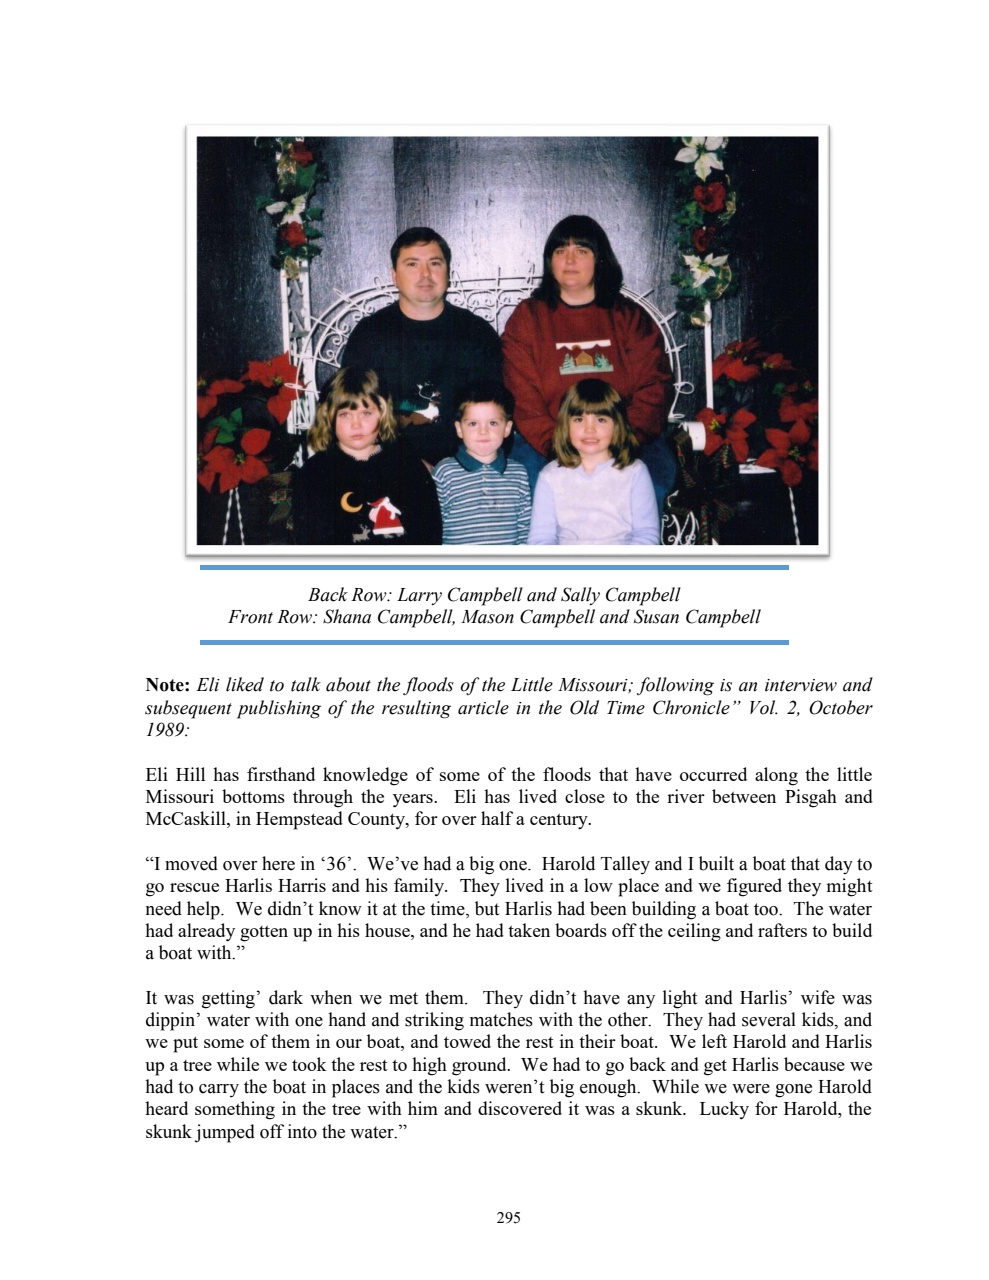 Back Row: Larry Campbell and Sally Campbell
Front Row: Shana Campbell, Mason Campbell and Susan Campbell
Note: Eli liked to talk about the floods of the Little Missouri; following is an interview and
subsequent publishing of the resulting article in the Old Time Chronicle” Vol. 2, October
1989:
Eli Hill has firsthand knowledge of some of the floods that have occurred along the little
Missouri bottoms through the years.  Eli has lived close to the river between Pisgah and
McCaskill, in Hempstead County, for over half a century.
“I moved over here in ‘36’.  We’ve had a big one.  Harold Talley and I built a boat that day to
go rescue Harlis Harris and his family.  They lived in a low place and we figured they might
need help.  We didn’t know it at the time, but Harlis had been building a boat too.  The water
had already gotten up in his house, and he had taken boards off the ceiling and rafters to build
a boat with.”
It was getting’ dark when we met them.  They didn’t have any light and Harlis’ wife was
dippin’ water with one hand and striking matches with the other.  They had several kids, and
we put some of them in our boat, and towed the rest in their boat.  We left Harold and Harlis
up a tree while we took the rest to high ground.  We had to go back and get Harlis because we
had to carry the boat in places and the kids weren’t big enough.  While we were gone Harold
heard something in the tree with him and discovered it was a skunk.  Lucky for Harold, the
skunk jumped off into the water.”
295